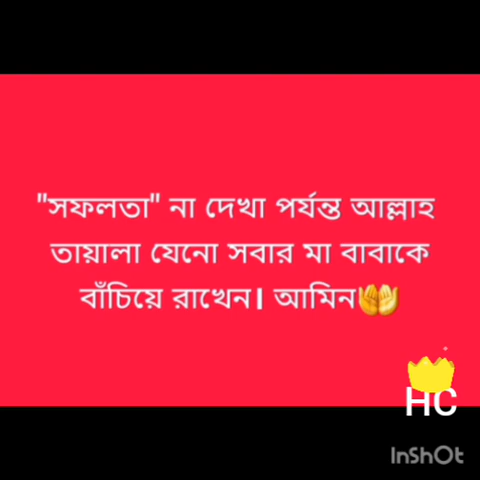 "সফলতা" না দেখা পর্যন্ত আল্লাহ
তায়ালা যেনো সবার মা বাবাকে
বাঁচিয়ে রাখেন। আমিন🤲
HC
InShOt